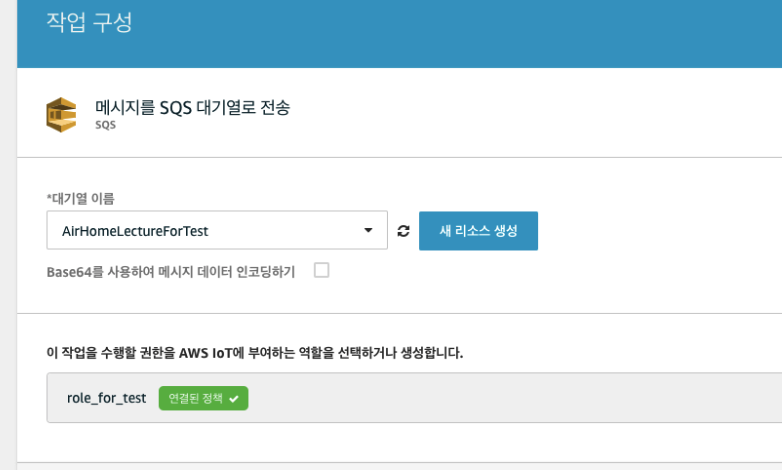 작업 구성
메시지를 SQS 대기열로 전송
SQS
*대기열 이름
AirHomeLectureForTest
새 리소스 생성
Base64를 사용하여 메시지 데이터 인코딩하기
이 작업을 수행할 권한을 AWS IoT에 부여하는 역할을 선택하거나 생성합니다.
role_for_test 연결된 정책